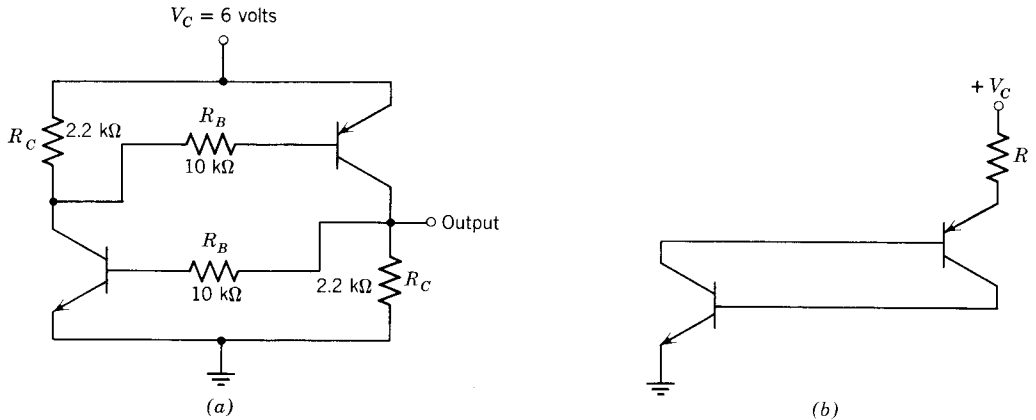 V_C = 6 volts
R_C
2.2 kΩ
R_B
10 kΩ
Output
R_B
10 kΩ
2.2 kΩ
R_C
(a)
+ V_C
R
(b)